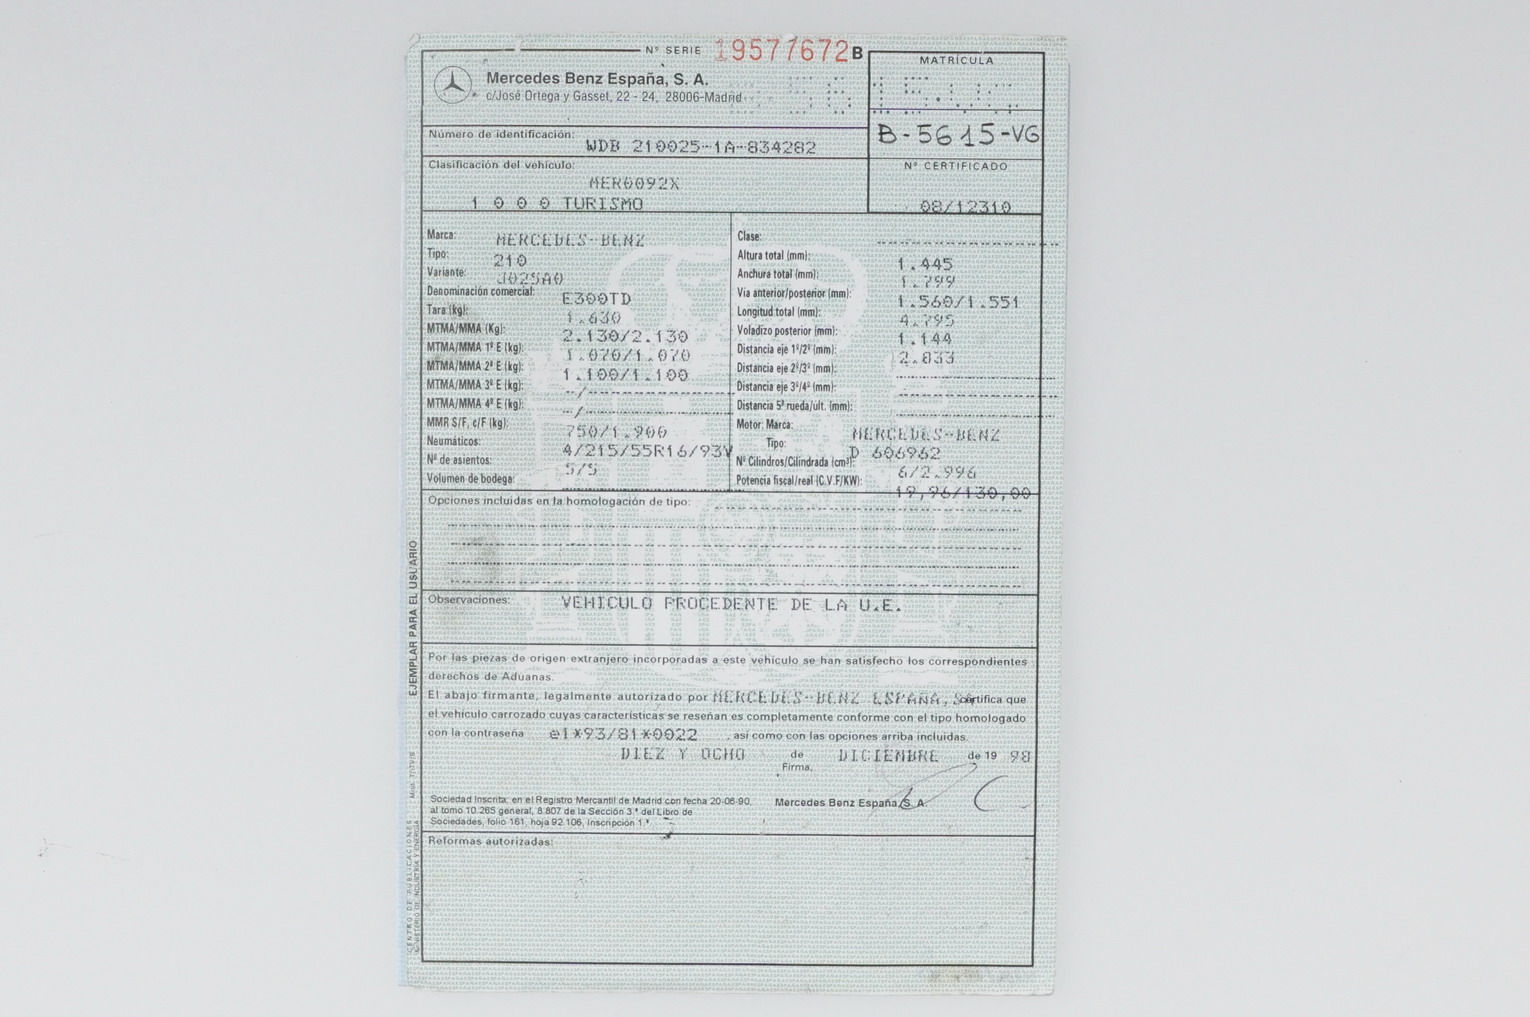 Nº SERIE 19577672 B
Mercedes Benz España, S. A.
c/José Ortega y Gasset, 22 - 24, 28006-Madrid
MATRÍCULA
B-5615-VG
Número de identificación: WDB 210025-1A-834282
Clasificación del vehículo:
MER6092X
1 0 0 0 TURISMO
Nº CERTIFICADO
08/12310
Marca: MERCEDES-BENZ
Tipo: 210
Variante: J025A0
Denominación comercial: E300TD
Tara (kg): 1.630
MTMA/MMA (Kg): 2.130/2.130
MTMA/MMA 1º E (kg): 1.070/1.070
MTMA/MMA 2º E (kg): 1.100/1.100
MTMA/MMA 3º E (kg): --/--
MTMA/MMA 4º E (kg): --/--
MMR S/F, c/F (kg): 750/1.900
Neumáticos: 4/215/55R16/93V
Nº de asientos: 5/5
Volumen de bodega:
Clase:
Altura total (mm): 1.445
Anchura total (mm): 1.799
Vía anterior/posterior (mm): 1.560/1.551
Longitud total (mm): 4.795
Voladizo posterior (mm): 1.144
Distancia eje 1º/2º (mm): 2.833
Distancia eje 2º/3º (mm):
Distancia eje 3º/4º (mm):
Distancia 5ª rueda/ult. (mm):
Motor: Marca: MERCEDES-BENZ
Tipo: D 606962
Nº Cilindros/Cilindrada (cm³): 6/2.996
Potencia fiscal/real (C.V.F/KW): 19,96/130,00
Opciones incluidas en la homologación de tipo:
Observaciones: VEHICULO PROCEDENTE DE LA U.E.
Por las piezas de origen extranjero incorporadas a este vehículo se han satisfecho los correspondientes
derechos de Aduanas.
El abajo firmante, legalmente autorizado por MERCEDES-BENZ ESPAÑA, S certifica que
el vehículo carrozado cuyas características se reseñan es completamente conforme con el tipo homologado
con la contraseña e1*93/81*0022 , así como con las opciones arriba incluidas.
DIEZ Y OCHO de DICIEMBRE de 19 98
Firma,
Sociedad Inscrita: en el Registro Mercantil de Madrid con fecha 20-06-90,
al tomo 10.265 general, 8.807 de la Sección 3.ª del Libro de
Sociedades, folio 161, hoja 92.106, Inscripción 1.ª.
Mercedes Benz España, S. A.
Reformas autorizadas:
EJEMPLAR PARA EL USUARIO
CENTRO DE PUBLICACIONES
MINISTERIO DE INDUSTRIA Y ENERGIA